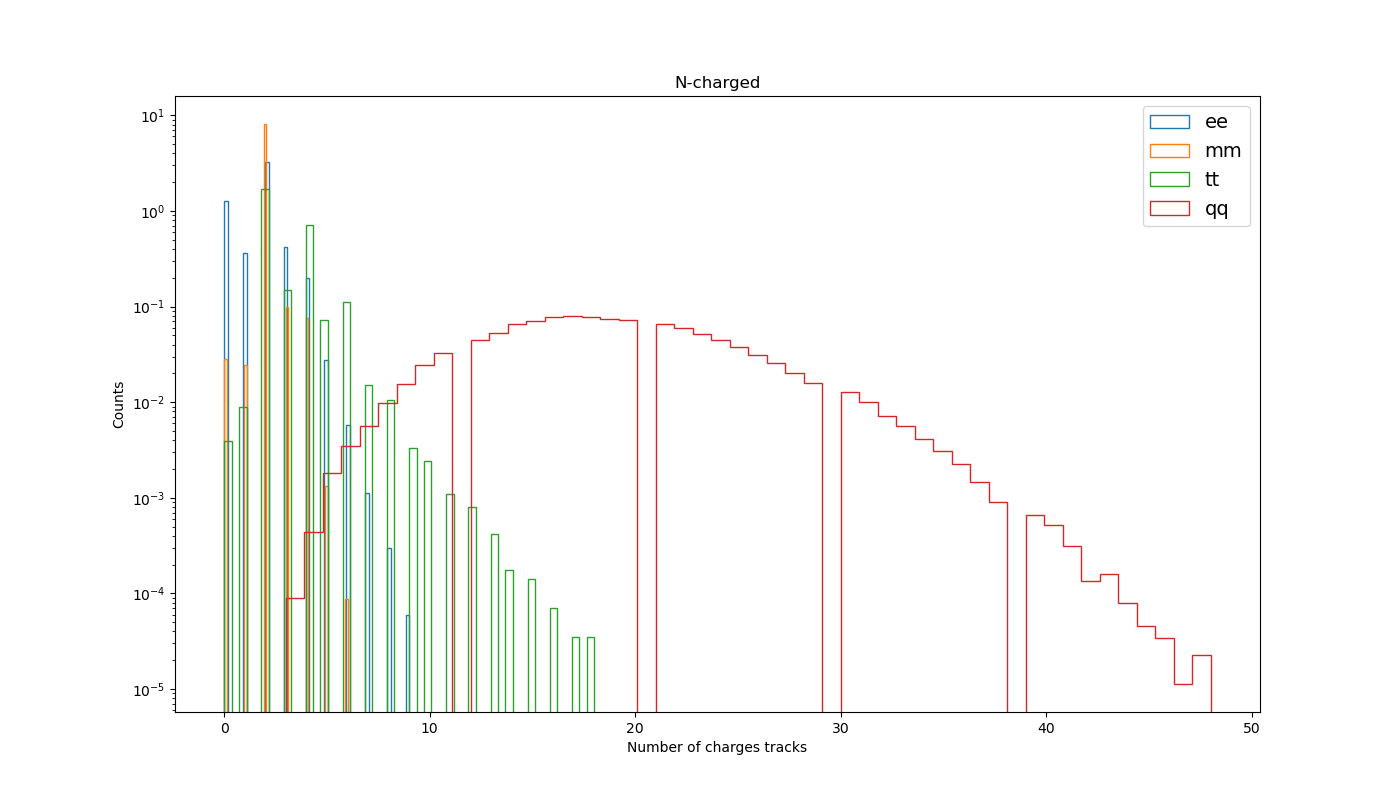 N-charged
Counts
10¹
10⁰
10⁻¹
10⁻²
10⁻³
10⁻⁴
10⁻⁵
ee
mm
tt
qq
0 10 20 30 40 50
Number of charges tracks